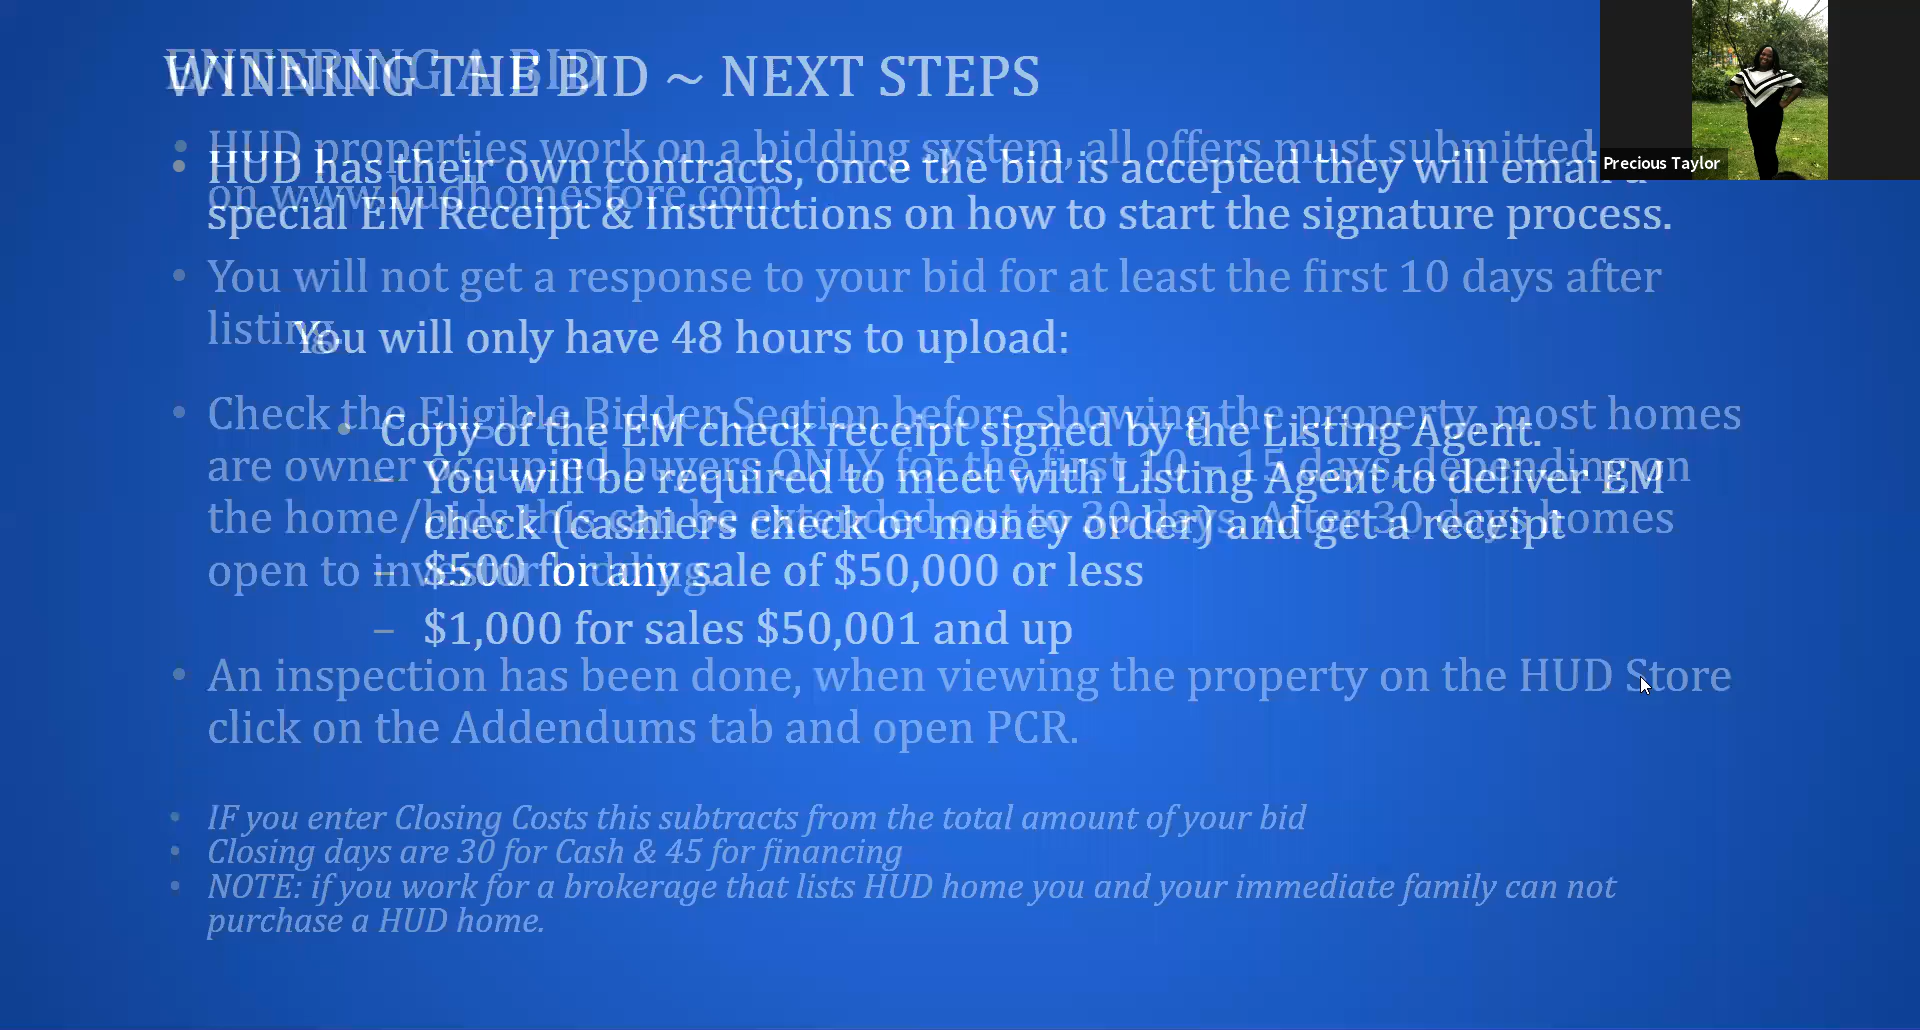 ENTERING A BID
WINNING THE BID ~ NEXT STEPS
• HUD properties work on a bidding system, all offers must submitted
on www.hudhomestore.com
• HUD has their own contracts, once the bid is accepted they will email a
special EM Receipt & Instructions on how to start the signature process.
• You will not get a response to your bid for at least the first 10 days after
listing
You will only have 48 hours to upload:
• Check the Eligible Bidder Section before showing the property, most homes
are owner occupied buyers ONLY for the first 10 – 15 days, depending on
the home/bids this can be extended out to 30 days. After 30 days homes
open to investor bidding.
• Copy of the EM check receipt signed by the Listing Agent.
– You will be required to meet with Listing Agent to deliver EM
check (cashiers check or money order) and get a receipt
– $500 for any sale of $50,000 or less
– $1,000 for sales $50,001 and up
• An inspection has been done, when viewing the property on the HUD Store
click on the Addendums tab and open PCR.
• IF you enter Closing Costs this subtracts from the total amount of your bid
• Closing days are 30 for Cash & 45 for financing
• NOTE: if you work for a brokerage that lists HUD home you and your immediate family can not
purchase a HUD home.
Precious Taylor